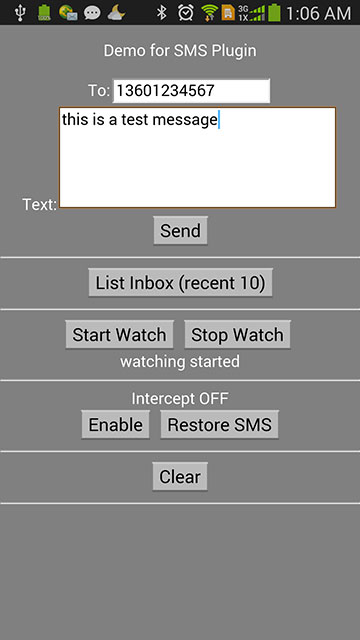 3G
1X
1:06 AM
Demo for SMS Plugin
To: 13601234567
this is a test message
Text:
Send
List Inbox (recent 10)
Start Watch Stop Watch
watching started
Intercept OFF
Enable Restore SMS
Clear